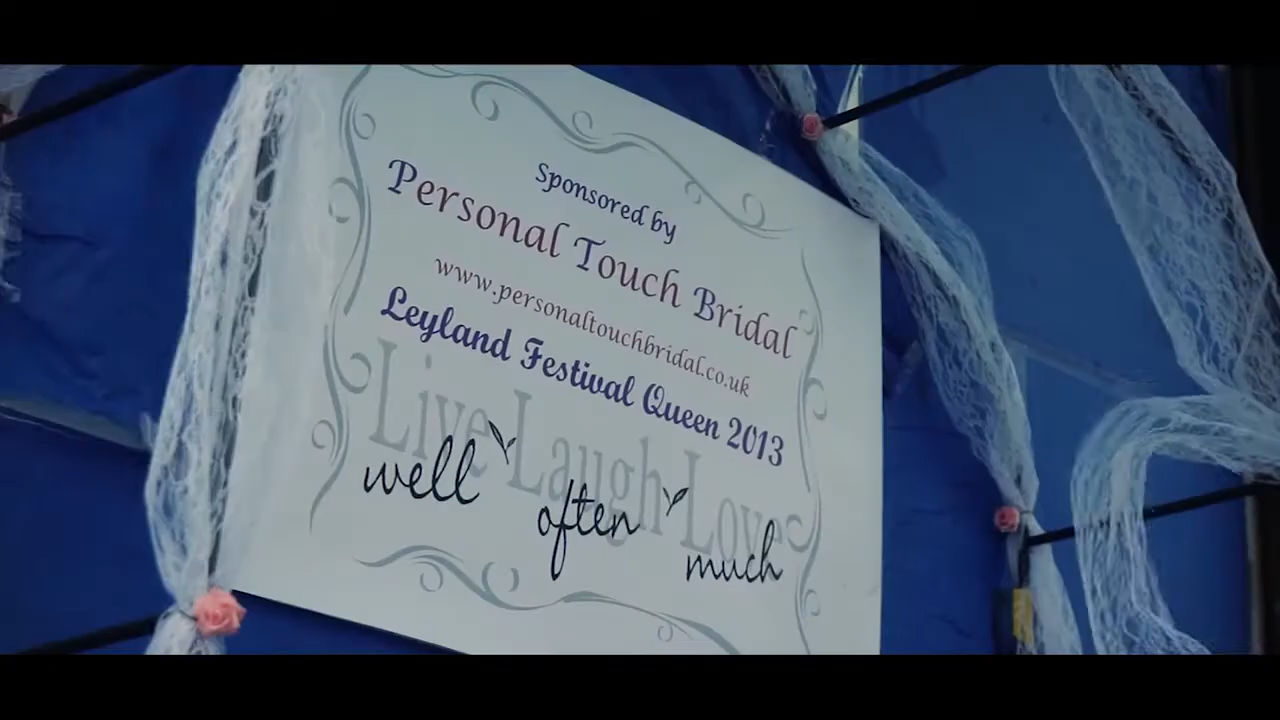 Sponsored by
Personal Touch Bridal
www.personaltouchbridal.co.uk
Leyland Festival Queen 2013
Live Laugh Love
well often much